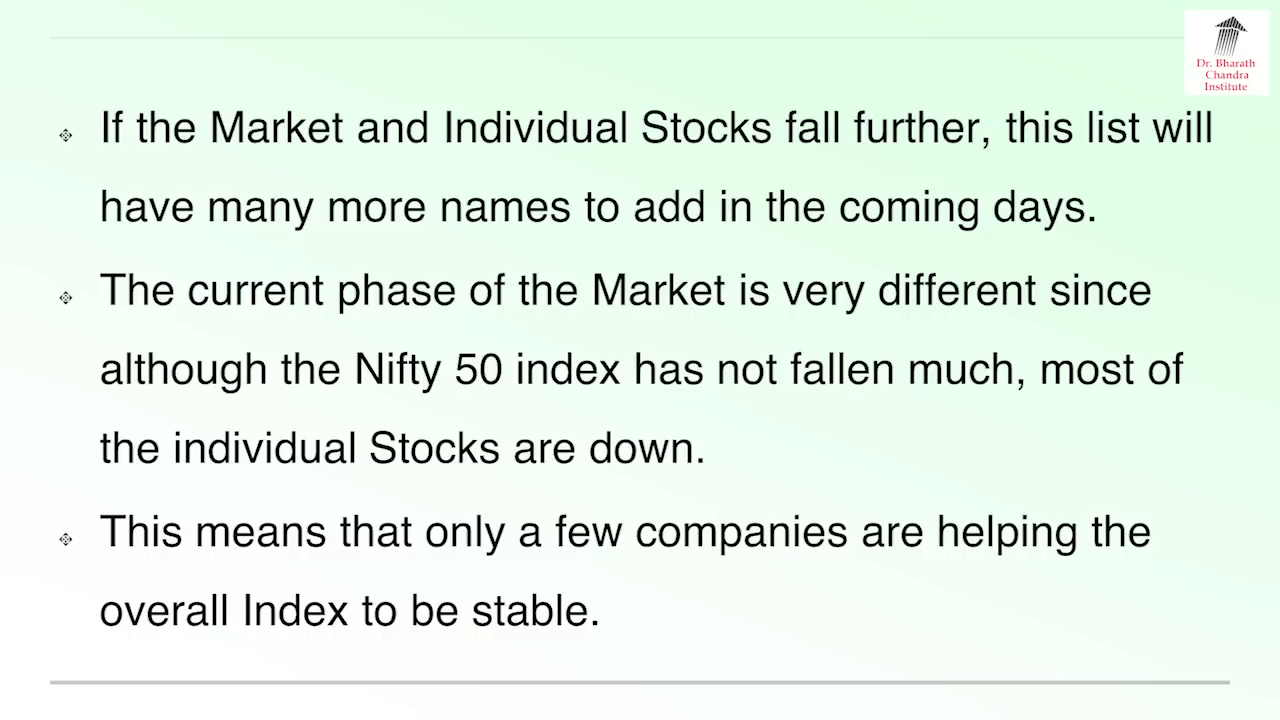 Dr. Bharath
Chandra
Institute
If the Market and Individual Stocks fall further, this list will
have many more names to add in the coming days.
The current phase of the Market is very different since
although the Nifty 50 index has not fallen much, most of
the individual Stocks are down.
This means that only a few companies are helping the
overall Index to be stable.